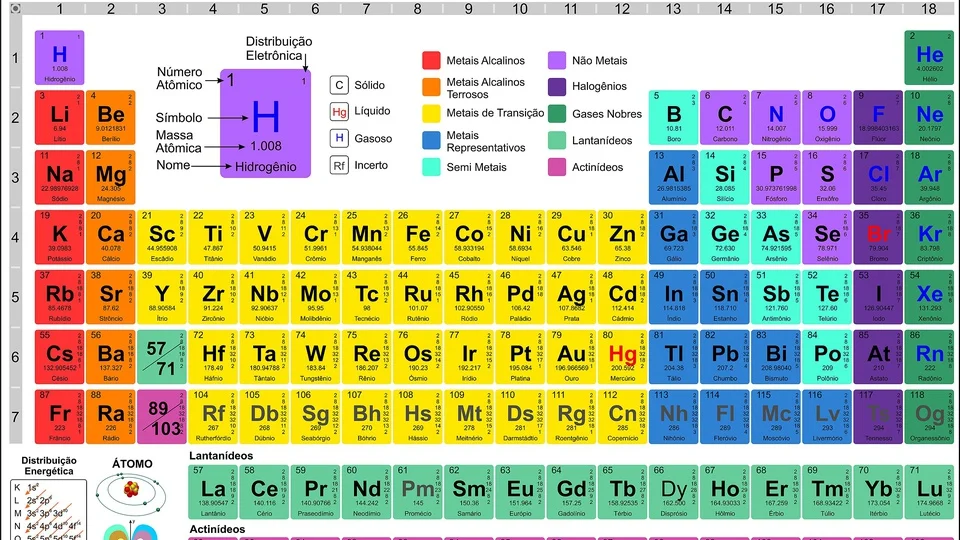 1 2 3 4 5 6 7 8 9 10 11 12 13 14 15 16 17 18
1
1
H
1.008
Hidrogênio
Distribuição
Eletrônica
Número
Atômico
1
1
Símbolo
H
Massa
Atômica
1.008
Nome
Hidrogênio
C Sólido
Hg Líquido
H Gasoso
Rf Incerto
Metais Alcalinos
Metais Alcalinos
Terrosos
Metais de Transição
Metais
Representativos
Semi Metais
Não Metais
Halogênios
Gases Nobres
Lantanídeos
Actinídeos
2
He
4.002602
Hélio
2
3 4 5 6 7 8 9 10
Li Be B C N O F Ne
6.94 9.0121831 10.81 12.011 14.007 15.999 18.998403163 20.1797
Lítio Berílio Boro Carbono Nitrogênio Oxigênio Flúor Neônio
3
11 12 13 14 15 16 17 18
Na Mg Al Si P S Cl Ar
22.98976928 24.305 26.9815385 28.085 30.973761998 32.06 35.45 39.948
Sódio Magnésio Alumínio Silício Fósforo Enxôfre Cloro Argônio
4
19 20 21 22 23 24 25 26 27 28 29 30 31 32 33 34 35 36
K Ca Sc Ti V Cr Mn Fe Co Ni Cu Zn Ga Ge As Se Br Kr
39.0983 40.078 44.955908 47.867 50.9415 51.9961 54.938044 55.845 58.933194 58.6934 63.546 65.38 69.723 72.630 74.921595 78.971 79.904 83.798
Potássio Cálcio Escâdio Titânio Vanádio Crômio Manganês Ferro Cobalto Níquel Cobre Zinco Gálio Germânio Arsênio Selênio Bromo Criptônio
5
37 38 39 40 41 42 43 44 45 46 47 48 49 50 51 52 53 54
Rb Sr Y Zr Nb Mo Tc Ru Rh Pd Ag Cd In Sn Sb Te I Xe
85.4678 87.62 88.90584 91.224 92.90637 95.95 98 101.07 102.90550 106.42 107.8682 112.414 114.818 118.710 121.760 127.60 126.90447 131.293
Rubídio Strôncio Ítrio Zircônio Nióbio Molibdênio Tecnécio Rutênio Ródio Paládio Prata Cádmio Índio Estanho Antimônio Telúrio Iodo Xenônio
6
55 56 57/71 72 73 74 75 76 77 78 79 80 81 82 83 84 85 86
Cs Ba Hf Ta W Re Os Ir Pt Au Hg Tl Pb Bi Po At Rn
132.905452 137.327 178.49 180.94788 183.84 186.207 190.23 192.217 195.084 196.966569 200.592 204.38 207.2 208.98040 209 210 222
Césio Bário Háfnio Tântalo Tungstênio Rênio Ósmio Irídio Platina Ouro Mercúrio Tálio Chumbo Bismuto Polônio Astato Radônio
7
87 88 89/103 104 105 106 107 108 109 110 111 112 113 114 115 116 117 118
Fr Ra Rf Db Sg Bh Hs Mt Ds Rg Cn Nh Fl Mc Lv Ts Og
223 226 267 268 269 270 269 278 281 281 285 286 289 289 293 294 294
Frâncio Rádio Rutherfórdio Dúbnio Seabórgio Bóhrio Hássio Meitnério Darmstádtio Roentgênio Copernício Nihônio Fleróvio Moscóvio Livermório Tennesso Organessônio
Distribuição
Energética
K 1s²
L 2s² 2p⁶
M 3s² 3p⁶ 3d¹⁰
N 4s² 4p⁶ 4d¹⁰ 4f¹⁴
ÁTOMO
Lantanídeos
57 58 59 60 61 62 63 64 65 66 67 68 69 70 71
La Ce Pr Nd Pm Sm Eu Gd Tb Dy Ho Er Tm Yb Lu
138.90547 140.116 140.90766 144.242 145 150.36 151.964 157.25 158.92535 162.500 164.93033 167.259 168.93422 173.054 174.9668
Lantânio Cério Praseodímio Neodímio Promécio Samário Európio Gadolínio Térbio Disprósio Hólmio Érbio Túlio Itérbio Lutécio
Actinídeos